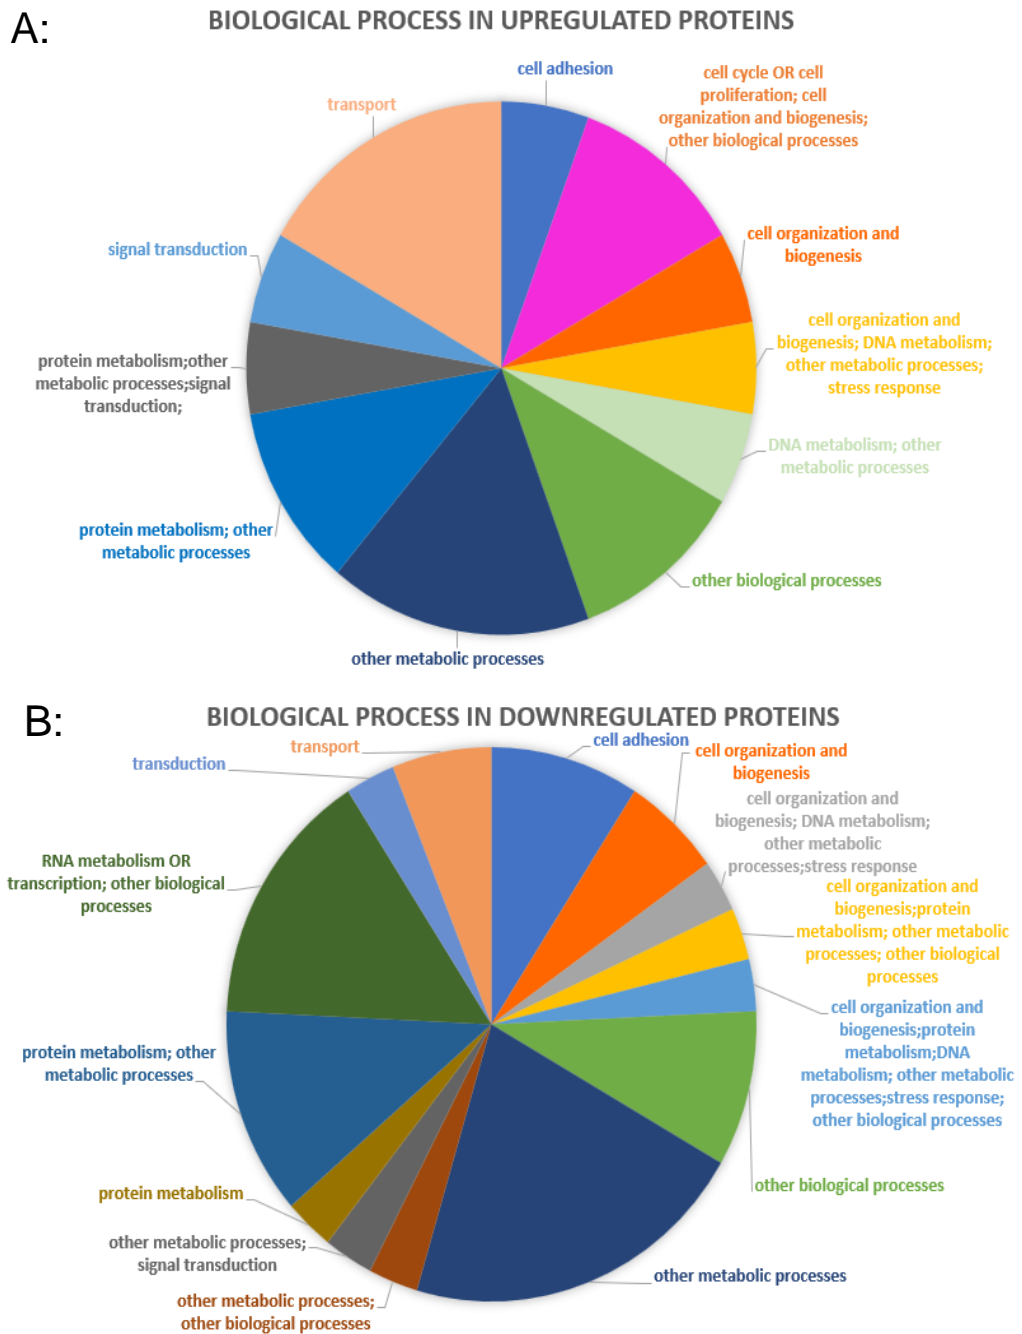 A:
BIOLOGICAL PROCESS IN UPREGULATED PROTEINS
cell adhesion
cell cycle OR cell
proliferation; cell
organization and biogenesis;
other biological processes
transport
cell organization and
biogenesis
signal transduction
cell organization and
biogenesis; DNA metabolism;
other metabolic processes;
stress response
protein metabolism;other
metabolic processes;signal
transduction;
DNA metabolism; other
metabolic processes
protein metabolism; other
metabolic processes
other biological processes
other metabolic processes
B:
BIOLOGICAL PROCESS IN DOWNREGULATED PROTEINS
cell adhesion
transport
cell organization and
biogenesis
transduction
cell organization and
biogenesis; DNA metabolism;
other metabolic
processes;stress response
RNA metabolism OR
transcription; other biological
processes
cell organization and
biogenesis;protein
metabolism; other metabolic
processes; other biological
processes
cell organization and
biogenesis;protein
metabolism;DNA
metabolism; other metabolic
processes;stress response;
other biological processes
protein metabolism; other
metabolic processes
other biological processes
protein metabolism
other metabolic processes;
signal transduction
other metabolic processes
other metabolic processes;
other biological processes